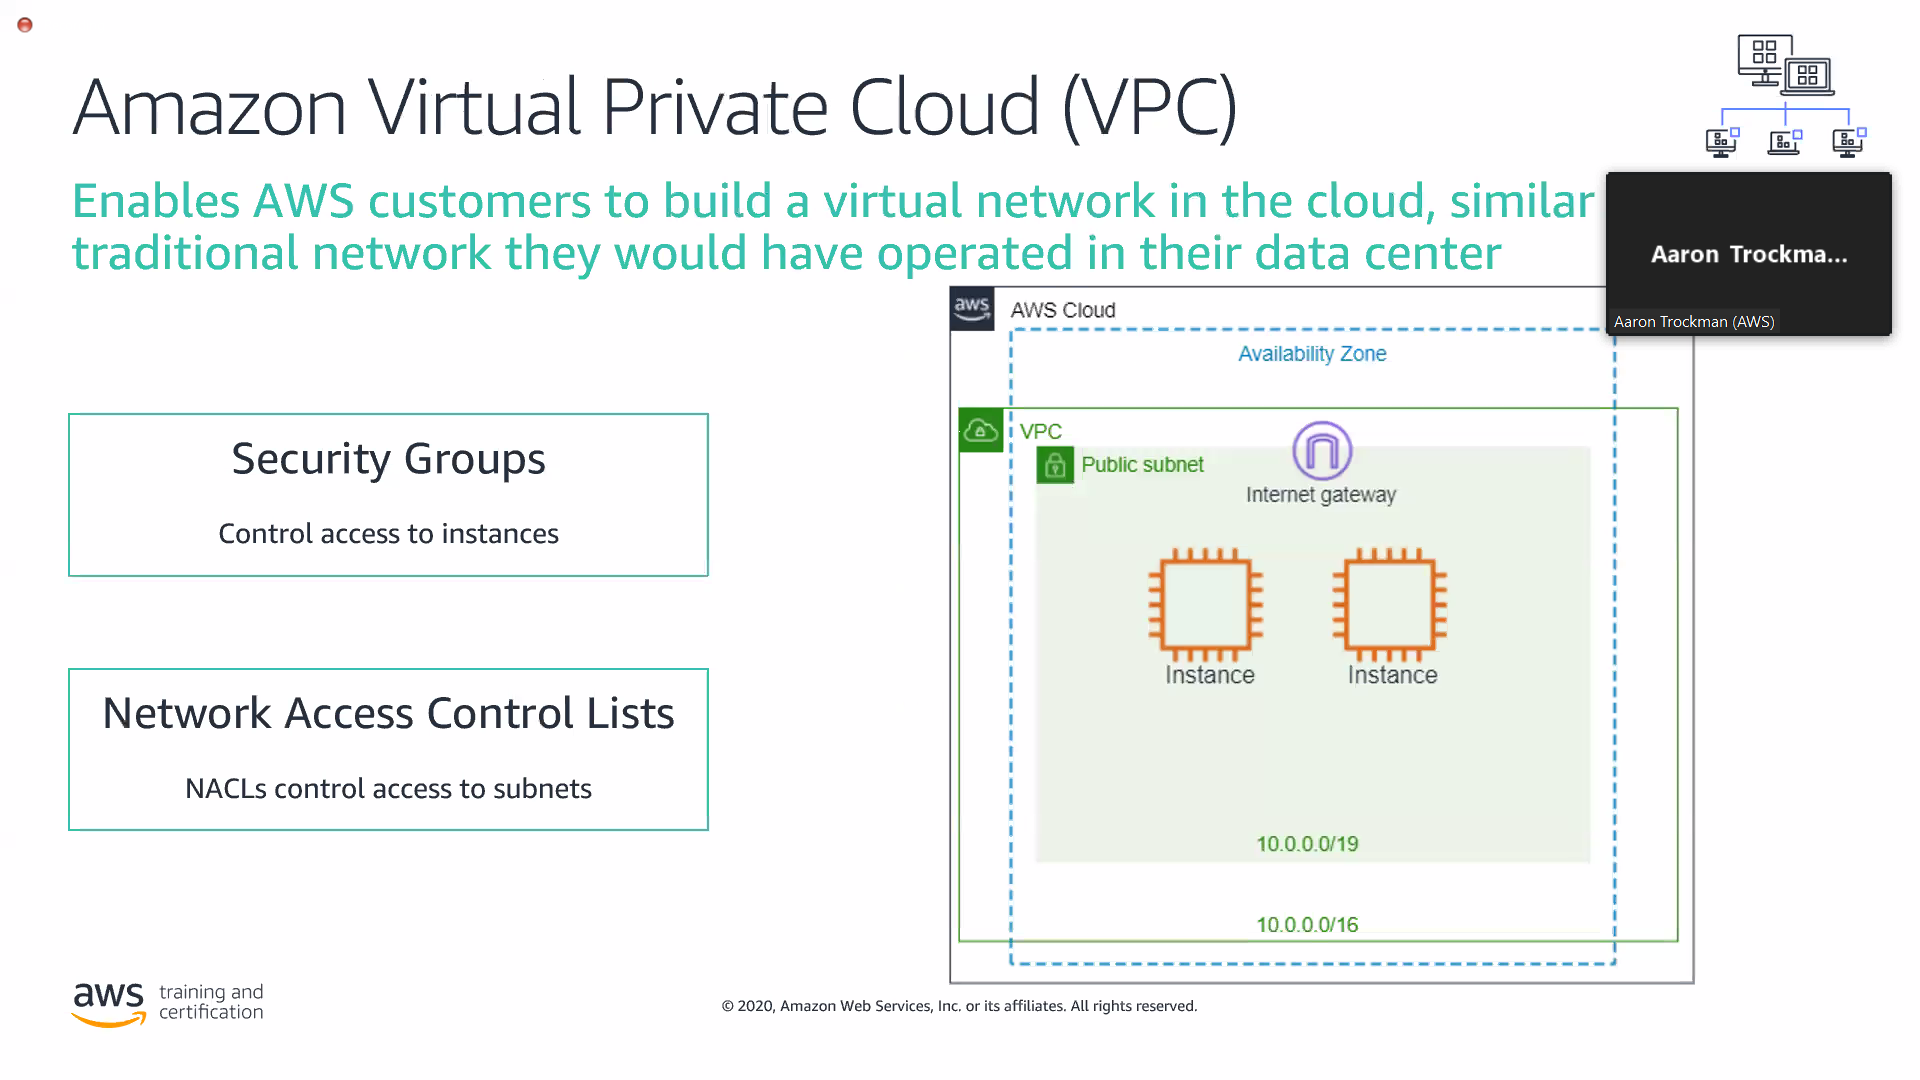 Amazon Virtual Private Cloud (VPC)
Enables AWS customers to build a virtual network in the cloud, similar
traditional network they would have operated in their data center
Aaron Trockma...
Aaron Trockman (AWS)
Security Groups
Control access to instances
Network Access Control Lists
NACLs control access to subnets
aws
AWS Cloud
Availability Zone
VPC
Public subnet
Internet gateway
Instance
Instance
10.0.0.0/19
10.0.0.0/16
aws
training and
certification
© 2020, Amazon Web Services, Inc. or its affiliates. All rights reserved.